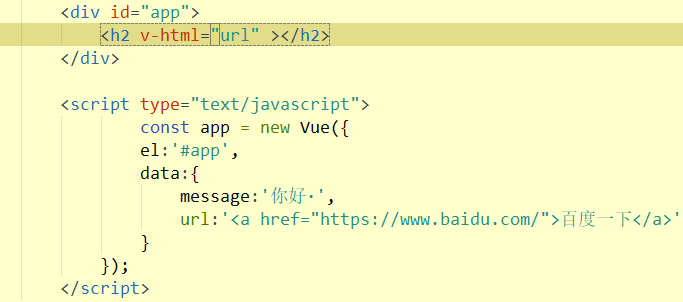 <div id="app">
<h2 v-html="url" ></h2>
</div>
<script type="text/javascript">
const app = new Vue({
el:'#app',
data:{
message:'你好·',
url:'<a href="https://www.baidu.com/">百度一下</a>'
}
});
</script>